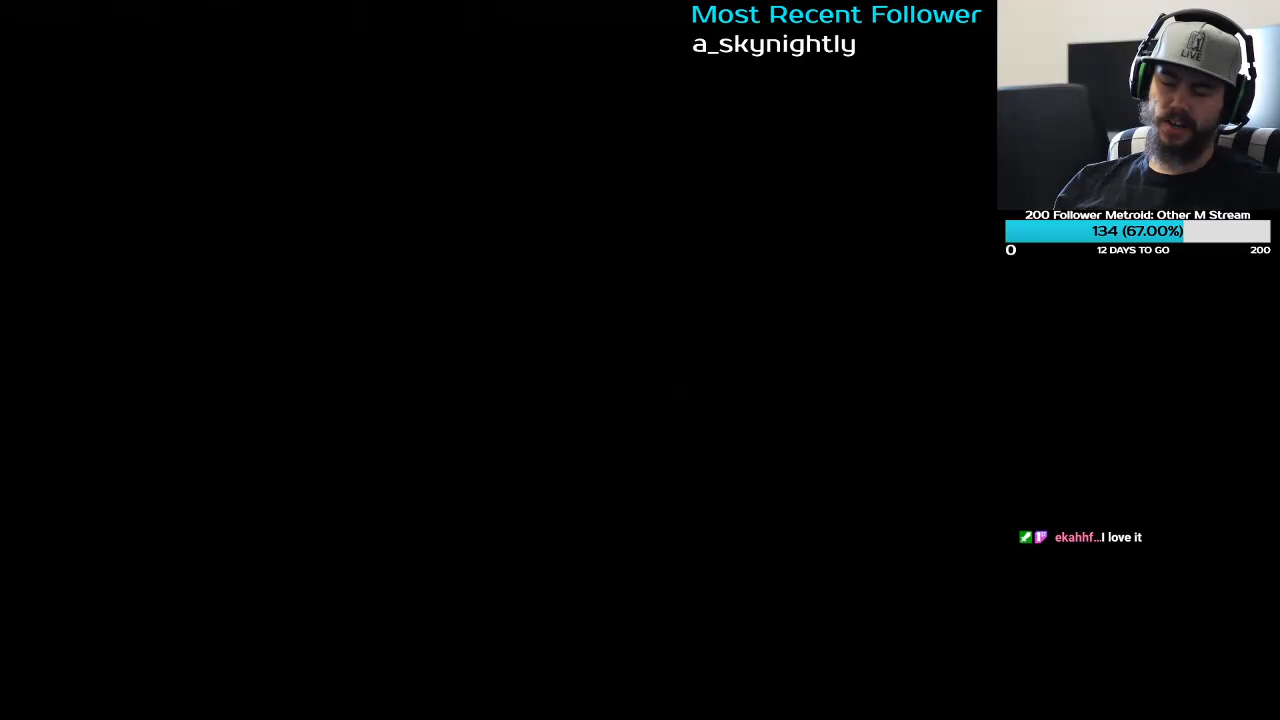 Most Recent Follower
a_skynightly
LIVE
200 Follower Metroid: Other M Stream
134 (67.00%)
0 12 DAYS TO GO 200
ekahhf...I love it